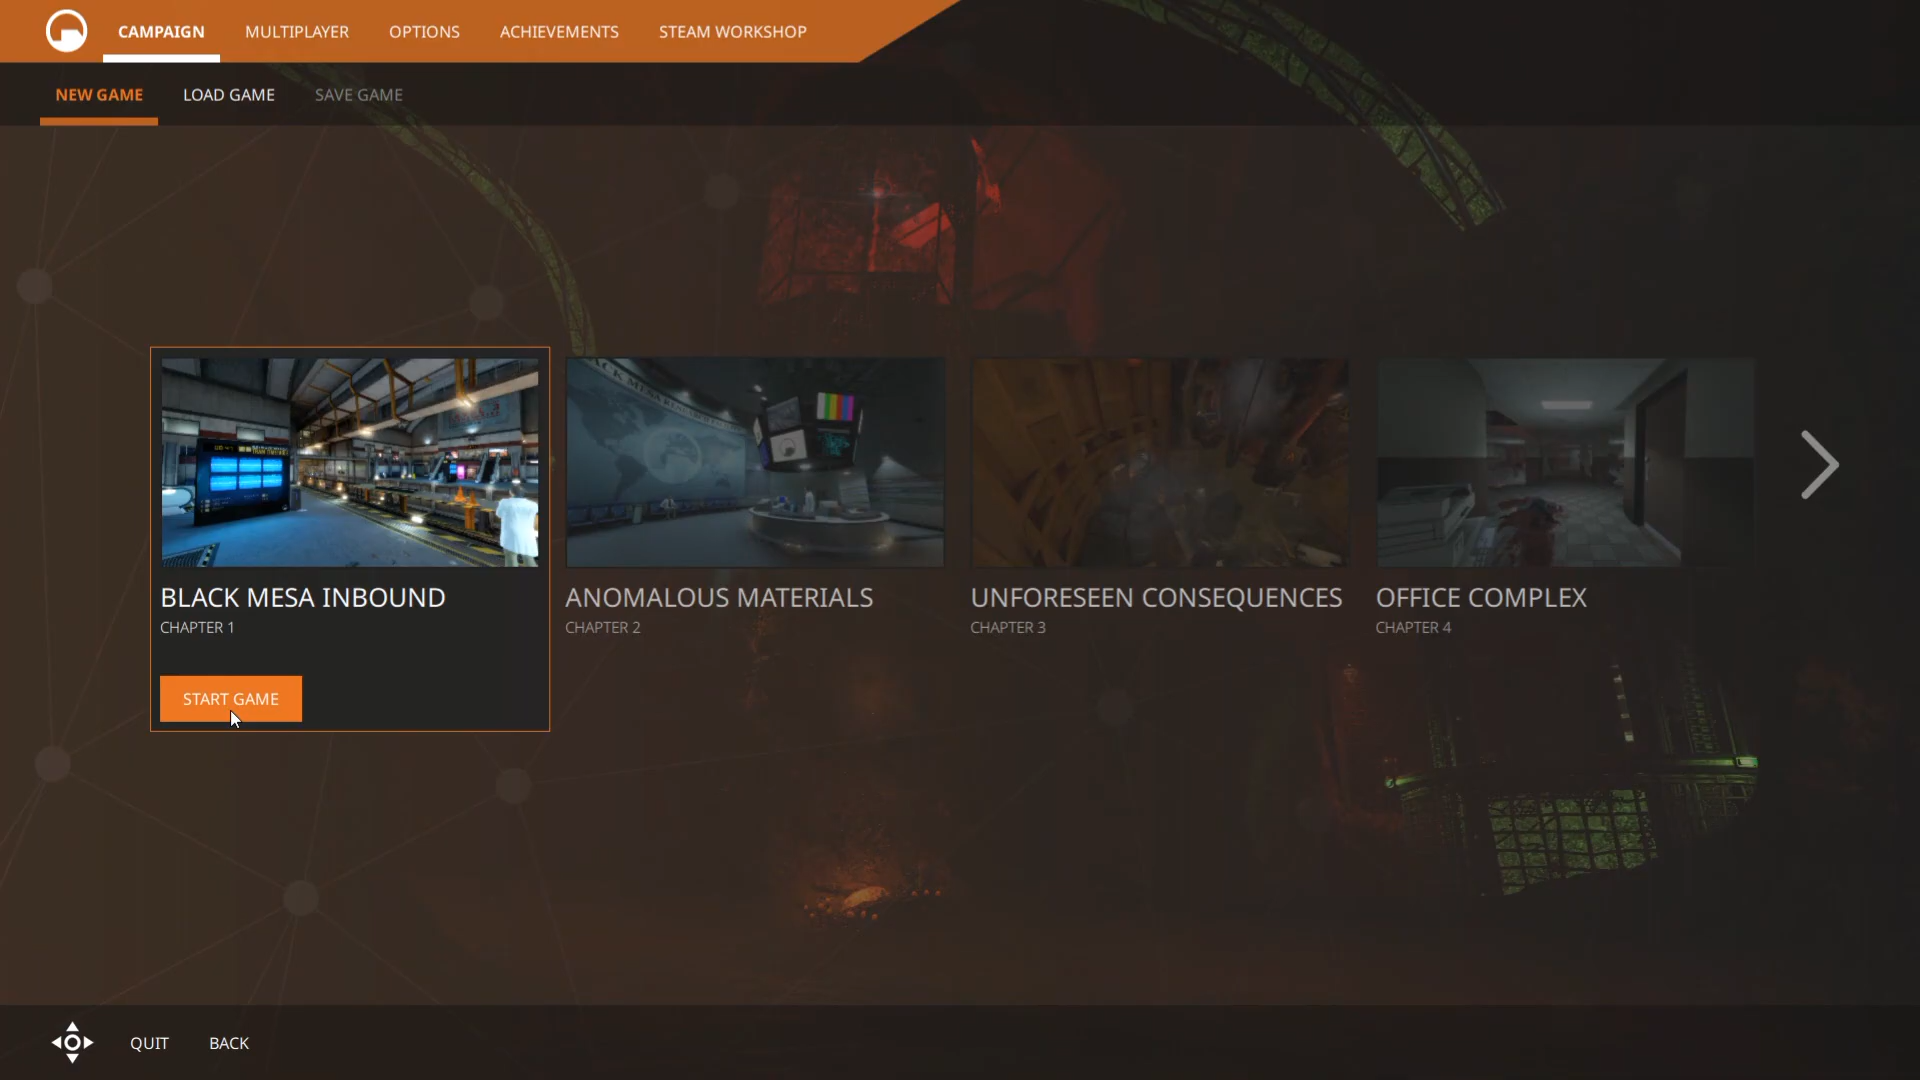 CAMPAIGN MULTIPLAYER OPTIONS ACHIEVEMENTS STEAM WORKSHOP
NEW GAME LOAD GAME SAVE GAME
BLACK MESA INBOUND
CHAPTER 1
START GAME
ANOMALOUS MATERIALS
CHAPTER 2
UNFORESEEN CONSEQUENCES
CHAPTER 3
OFFICE COMPLEX
CHAPTER 4
QUIT BACK